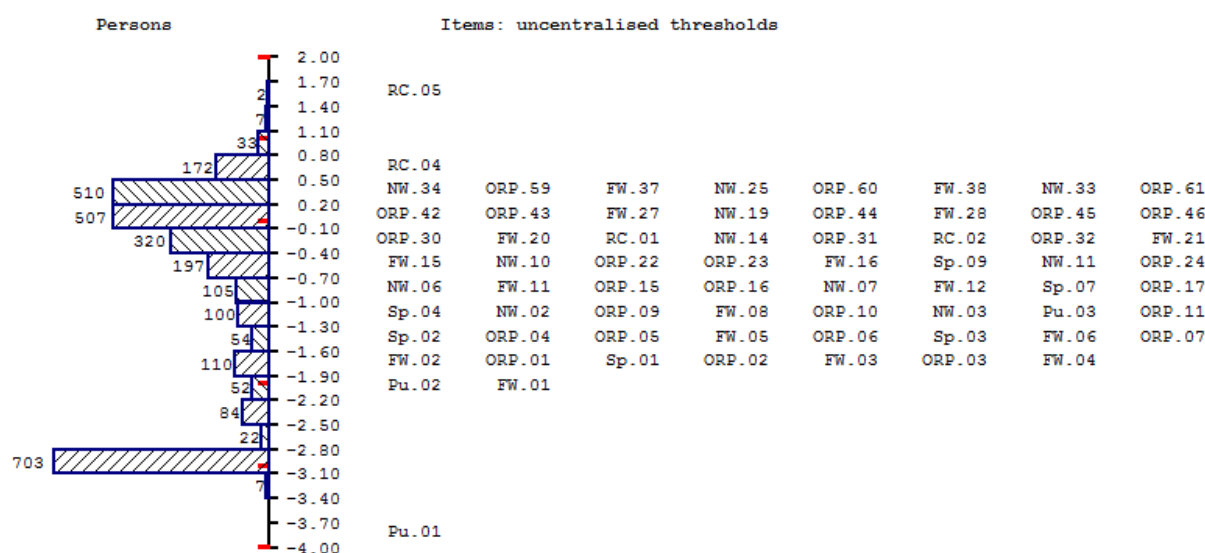 Persons Items: uncentralised thresholds
2.00
1.70
2 RC.05
1.40
7
1.10
33
0.80
172 RC.04
0.50
510 NW.34 ORP.59 FW.37 NW.25 ORP.60 FW.38 NW.33 ORP.61
0.20
507 ORP.42 ORP.43 FW.27 NW.19 ORP.44 FW.28 ORP.45 ORP.46
-0.10
320 ORP.30 FW.20 RC.01 NW.14 ORP.31 RC.02 ORP.32 FW.21
-0.40
197 FW.15 NW.10 ORP.22 ORP.23 FW.16 Sp.09 NW.11 ORP.24
-0.70
105 NW.06 FW.11 ORP.15 ORP.16 NW.07 FW.12 Sp.07 ORP.17
-1.00
100 Sp.04 NW.02 ORP.09 FW.08 ORP.10 NW.03 Pu.03 ORP.11
-1.30
54 Sp.02 ORP.04 ORP.05 FW.05 ORP.06 Sp.03 FW.06 ORP.07
-1.60
110 FW.02 ORP.01 Sp.01 ORP.02 FW.03 ORP.03 FW.04
-1.90
52 Pu.02 FW.01
-2.20
84
-2.50
22
-2.80
703
-3.10
7
-3.40
-3.70
Pu.01
-4.00